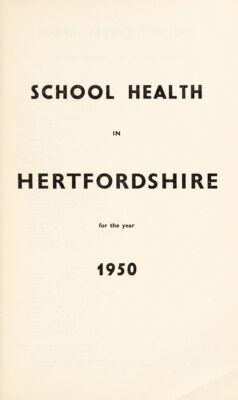 SCHOOL HEALTH
IN
HERTFORDSHIRE
for the year
1950